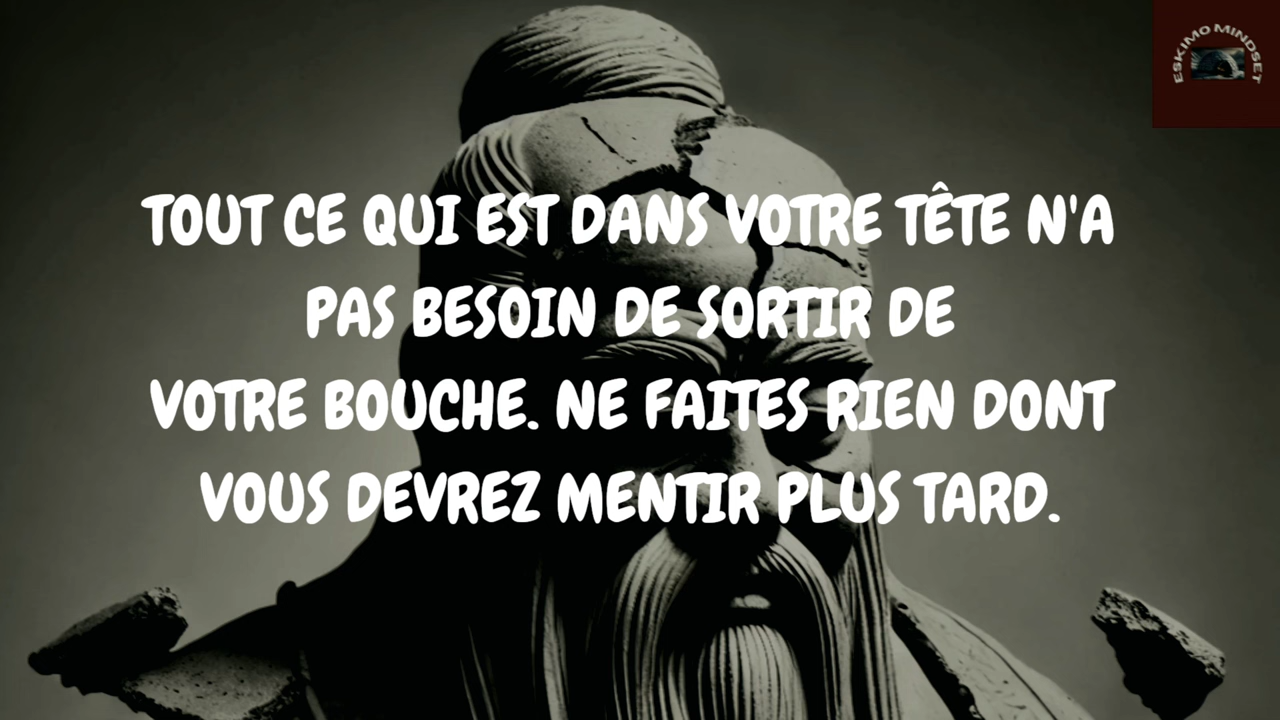 ESKIMO MINDSET
TOUT CE QUI EST DANS VOTRE TÊTE N'A
PAS BESOIN DE SORTIR DE
VOTRE BOUCHE. NE FAITES RIEN DONT
VOUS DEVREZ MENTIR PLUS TARD.